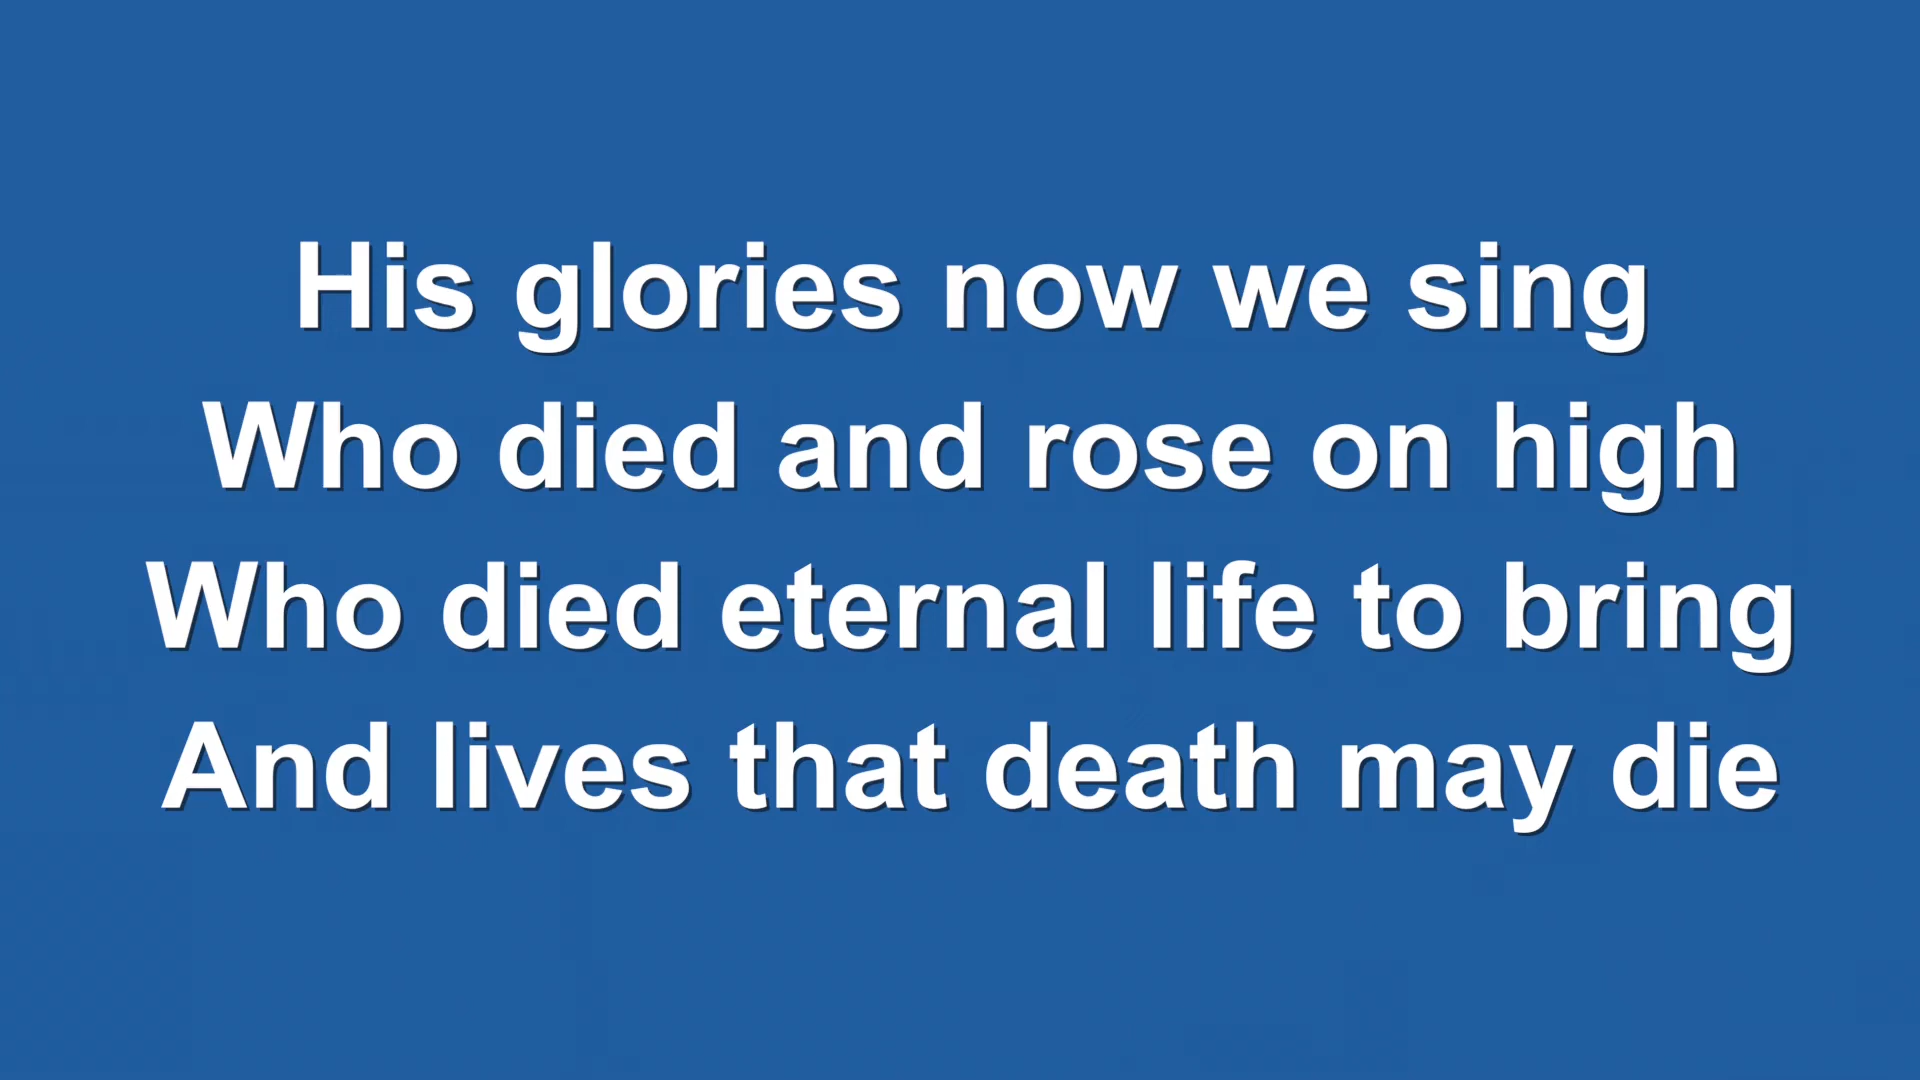 His glories now we sing
Who died and rose on high
Who died eternal life to bring
And lives that death may die